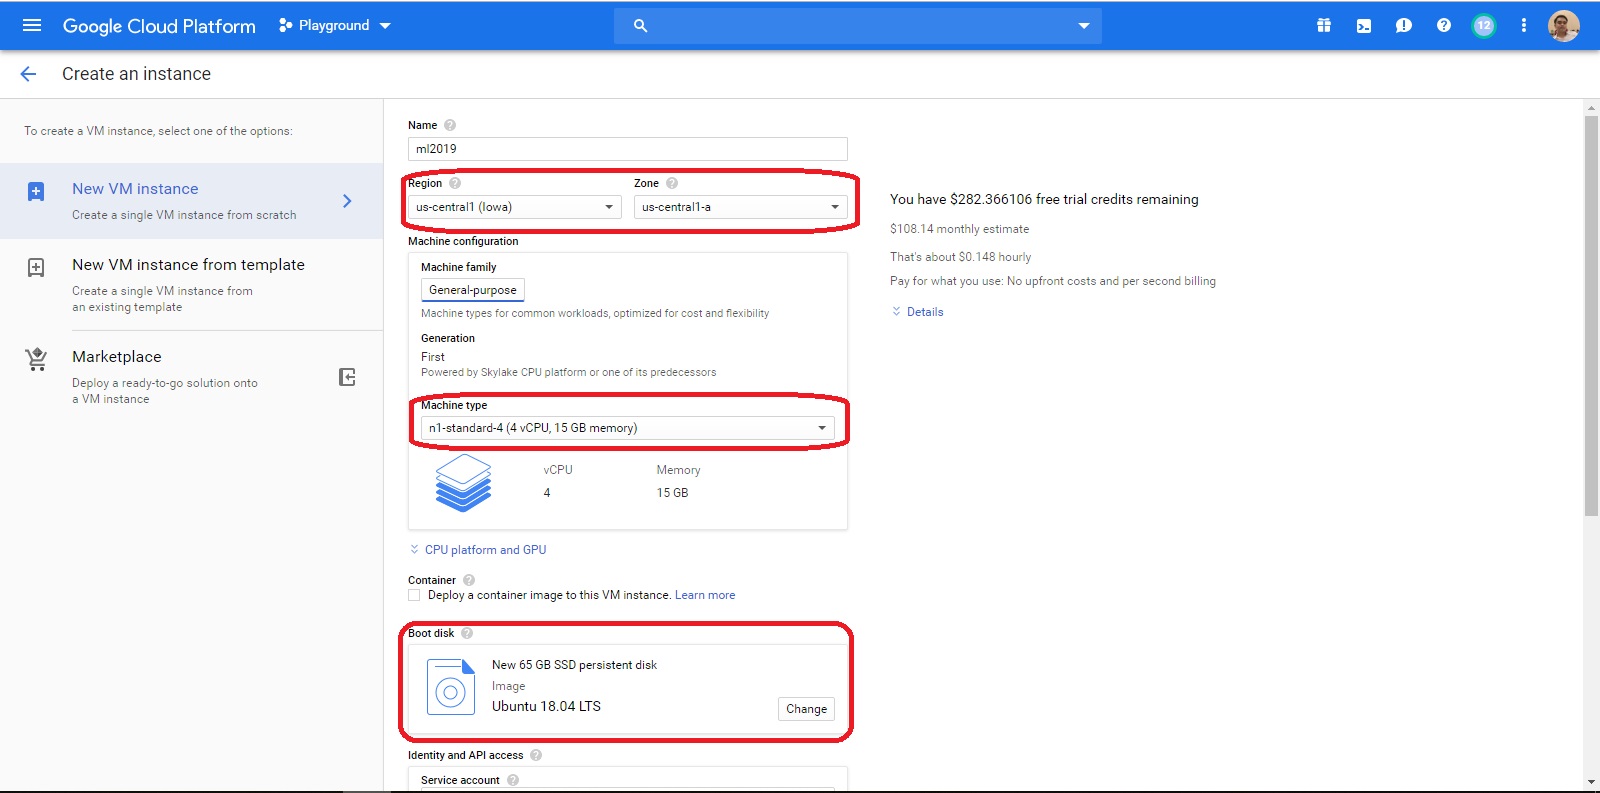 Google Cloud Platform Playground
12
Create an instance
To create a VM instance, select one of the options:
New VM instance
Create a single VM instance from scratch
New VM instance from template
Create a single VM instance from
an existing template
Marketplace
Deploy a ready-to-go solution onto
a VM instance
Name
ml2019
Region Zone
us-central1 (Iowa) us-central1-a
Machine configuration
Machine family
General-purpose
Machine types for common workloads, optimized for cost and flexibility
Generation
First
Powered by Skylake CPU platform or one of its predecessors
Machine type
n1-standard-4 (4 vCPU, 15 GB memory)
vCPU Memory
4 15 GB
CPU platform and GPU
Container
Deploy a container image to this VM instance. Learn more
Boot disk
New 65 GB SSD persistent disk
Image
Ubuntu 18.04 LTS
Change
Identity and API access
Service account
You have $282.366106 free trial credits remaining
$108.14 monthly estimate
That's about $0.148 hourly
Pay for what you use: No upfront costs and per second billing
Details